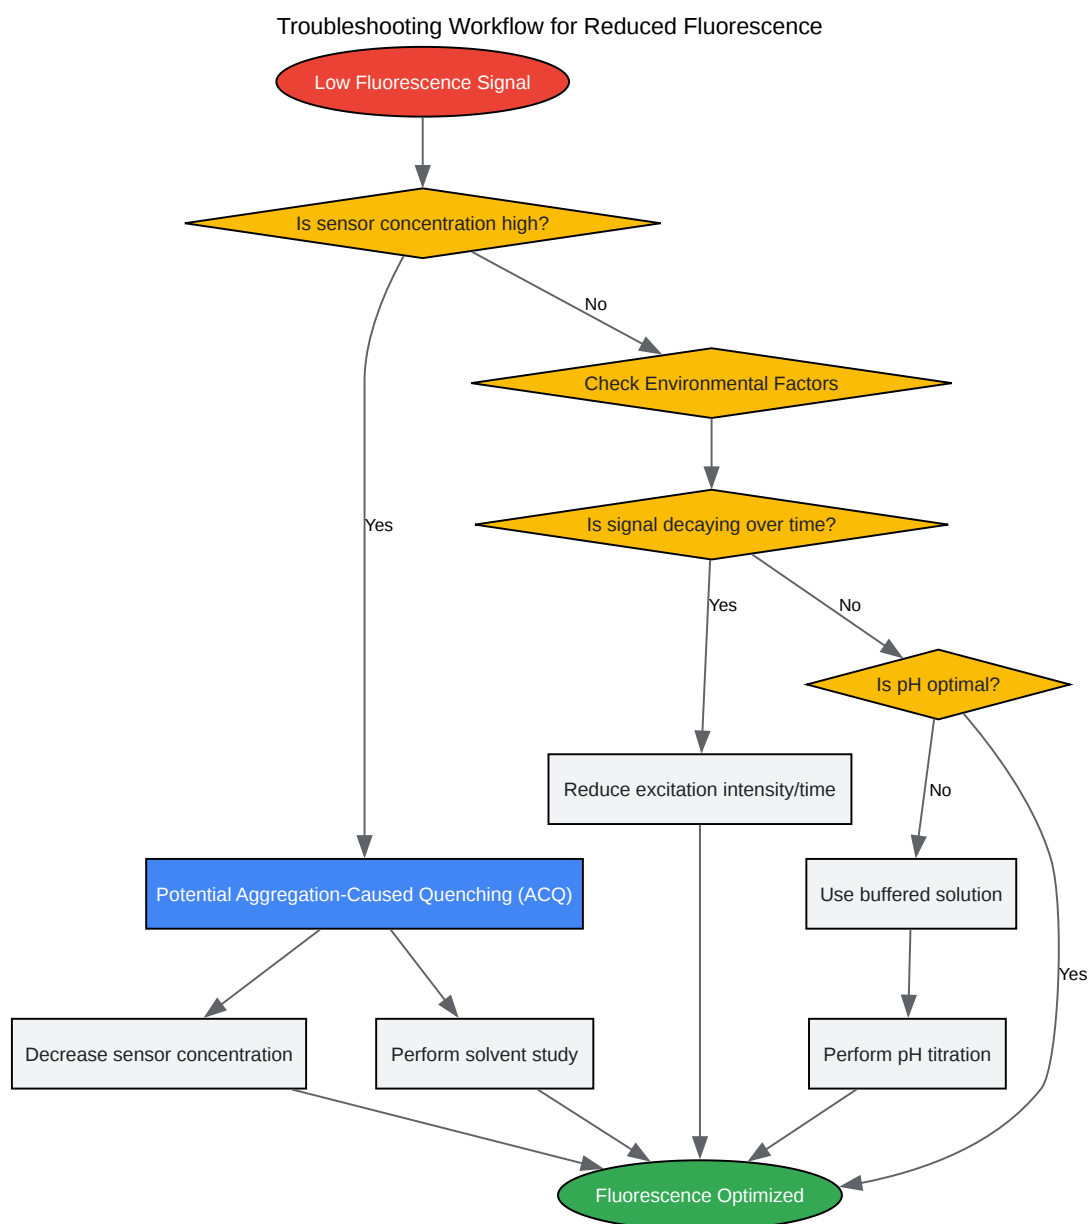 Troubleshooting Workflow for Reduced Fluorescence
Low Fluorescence Signal
Is sensor concentration high?
No
Check Environmental Factors
Yes
Is signal decaying over time?
Yes
No
Is pH optimal?
Reduce excitation intensity/time
No
Potential Aggregation-Caused Quenching (ACQ)
Use buffered solution
Yes
Decrease sensor concentration
Perform solvent study
Perform pH titration
Fluorescence Optimized